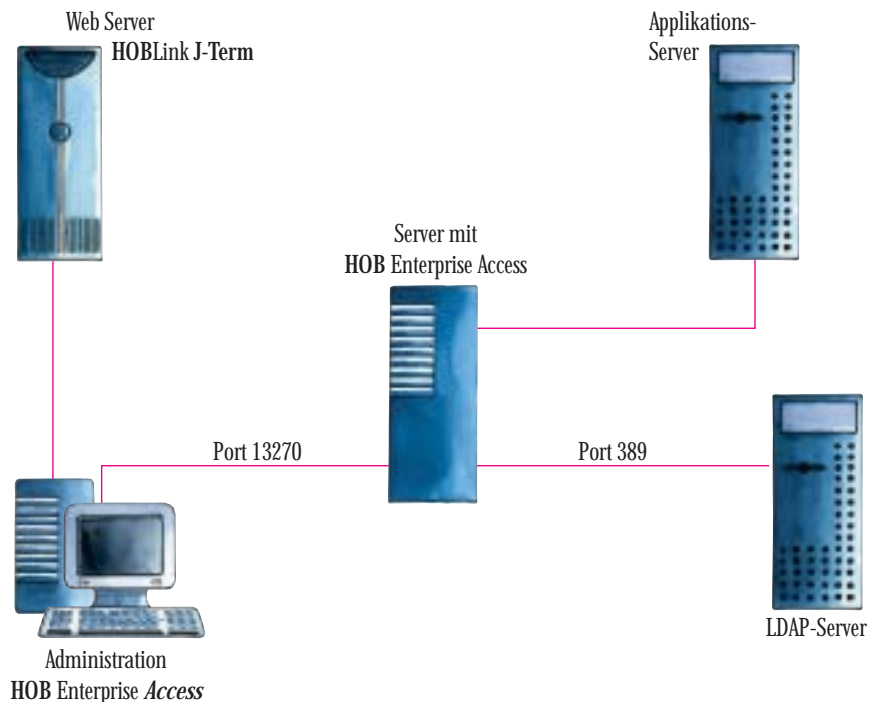 Web Server
HOBLink J-Term
Applikations-
Server
Server mit
HOB Enterprise Access
Port 13270
Port 389
LDAP-Server
Administration
HOB Enterprise Access